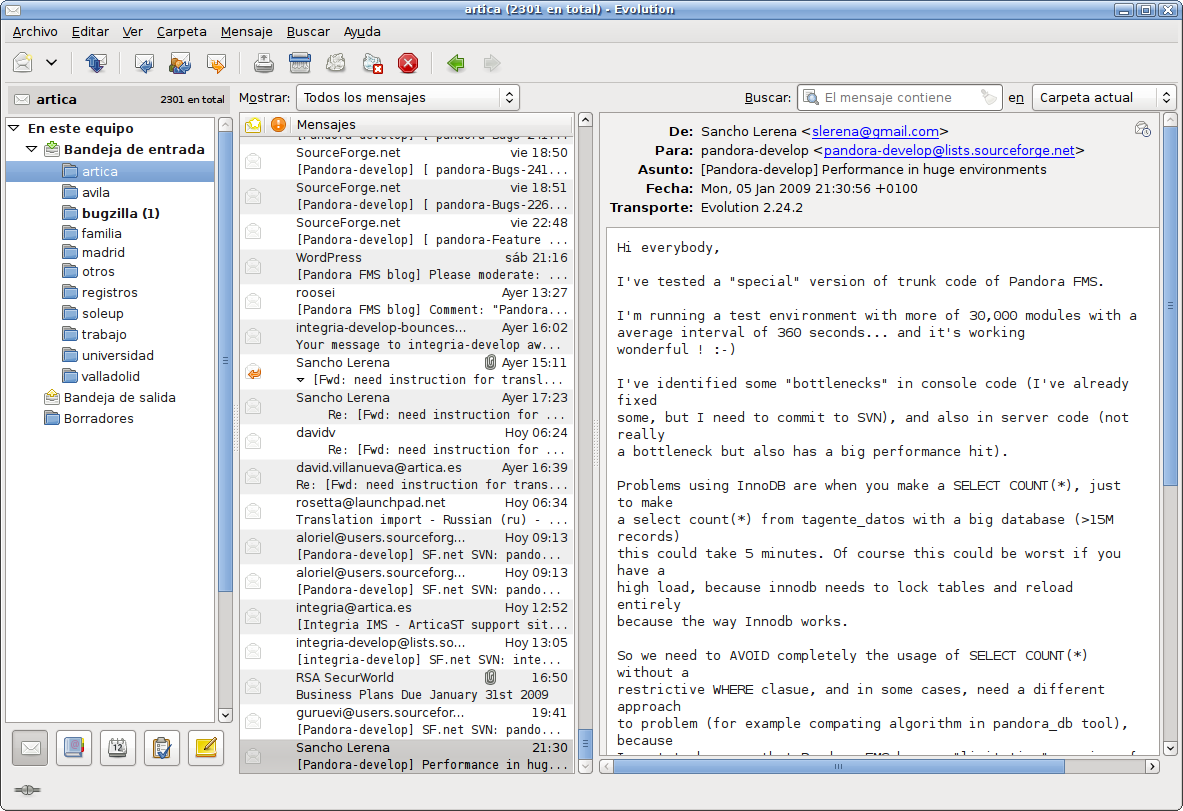 artica (2301 en total) - Evolution
Archivo Editar Ver Carpeta Mensaje Buscar Ayuda
artica 2301 en total
Mostrar: Todos los mensajes
Buscar: El mensaje contiene en Carpeta actual
En este equipo
Bandeja de entrada
artica
avila
bugzilla (1)
familia
madrid
otros
registros
soleup
trabajo
universidad
valladolid
Bandeja de salida
Borradores
12
Mensajes
SourceForge.net vie 18:50
[Pandora-develop] [ pandora-Bugs-241...
SourceForge.net vie 18:51
[Pandora-develop] [ pandora-Bugs-226...
SourceForge.net vie 22:48
[Pandora-develop] [ pandora-Feature ...
WordPress sáb 21:16
[Pandora FMS blog] Please moderate: ...
roosei Ayer 13:27
[Pandora FMS blog] Comment: "Pandora...
integria-develop-bounces... Ayer 16:02
Your message to integria-develop aw...
Sancho Lerena Ayer 15:11
[Fwd: need instruction for transl...
Sancho Lerena Ayer 17:23
Re: [Fwd: need instruction for ...
davidv Hoy 06:24
Re: [Fwd: need instruction for ...
david.villanueva@artica.es Ayer 16:39
Re: [Fwd: need instruction for trans...
rosetta@launchpad.net Hoy 06:34
Translation import - Russian (ru) - ...
aloriel@users.sourceforg... Hoy 09:13
[Pandora-develop] SF.net SVN: pando...
aloriel@users.sourceforg... Hoy 09:13
[Pandora-develop] SF.net SVN: pando...
integria@artica.es Hoy 12:52
[Integria IMS - ArticaST support sit...
integria-develop@lists.so... Hoy 13:05
[integria-develop] SF.net SVN: inte...
RSA SecurWorld 16:50
Business Plans Due January 31st 2009
guruevi@users.sourcefor... 19:41
[Pandora-develop] SF.net SVN: pando...
Sancho Lerena 21:30
[Pandora-develop] Performance in hug...
De: Sancho Lerena <slerena@gmail.com>
Para: pandora-develop <pandora-develop@lists.sourceforge.net>
Asunto: [Pandora-develop] Performance in huge environments
Fecha: Mon, 05 Jan 2009 21:30:56 +0100
Transporte: Evolution 2.24.2
Hi everybody,
I've tested a "special" version of trunk code of Pandora FMS.
I'm running a test environment with more of 30,000 modules with a
average interval of 360 seconds... and it's working
wonderful ! :-)
I've identified some "bottlenecks" in console code (I've already
fixed
some, but I need to commit to SVN), and also in server code (not
really
a bottleneck but also has a big performance hit).
Problems using InnoDB are when you make a SELECT COUNT(*), just
to make
a select count(*) from tagente_datos with a big database (>15M
records)
this could take 5 minutes. Of course this could be worst if you
have a
high load, because innodb needs to lock tables and reload
entirely
because the way Innodb works.
So we need to AVOID completely the usage of SELECT COUNT(*)
without a
restrictive WHERE clasue, and in some cases, need a different
approach
to problem (for example compating algorithm in pandora_db tool),
because